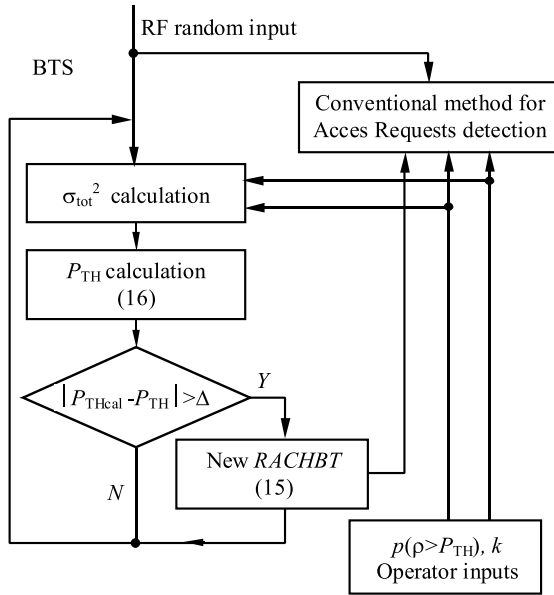 RF random input
BTS
Conventional method for
Acces Requests detection
σtot² calculation
PTH calculation
(16)
|PTHcal -PTH| >Δ
Y
New RACHBT
(15)
N
p(ρ>PTH), k
Operator inputs